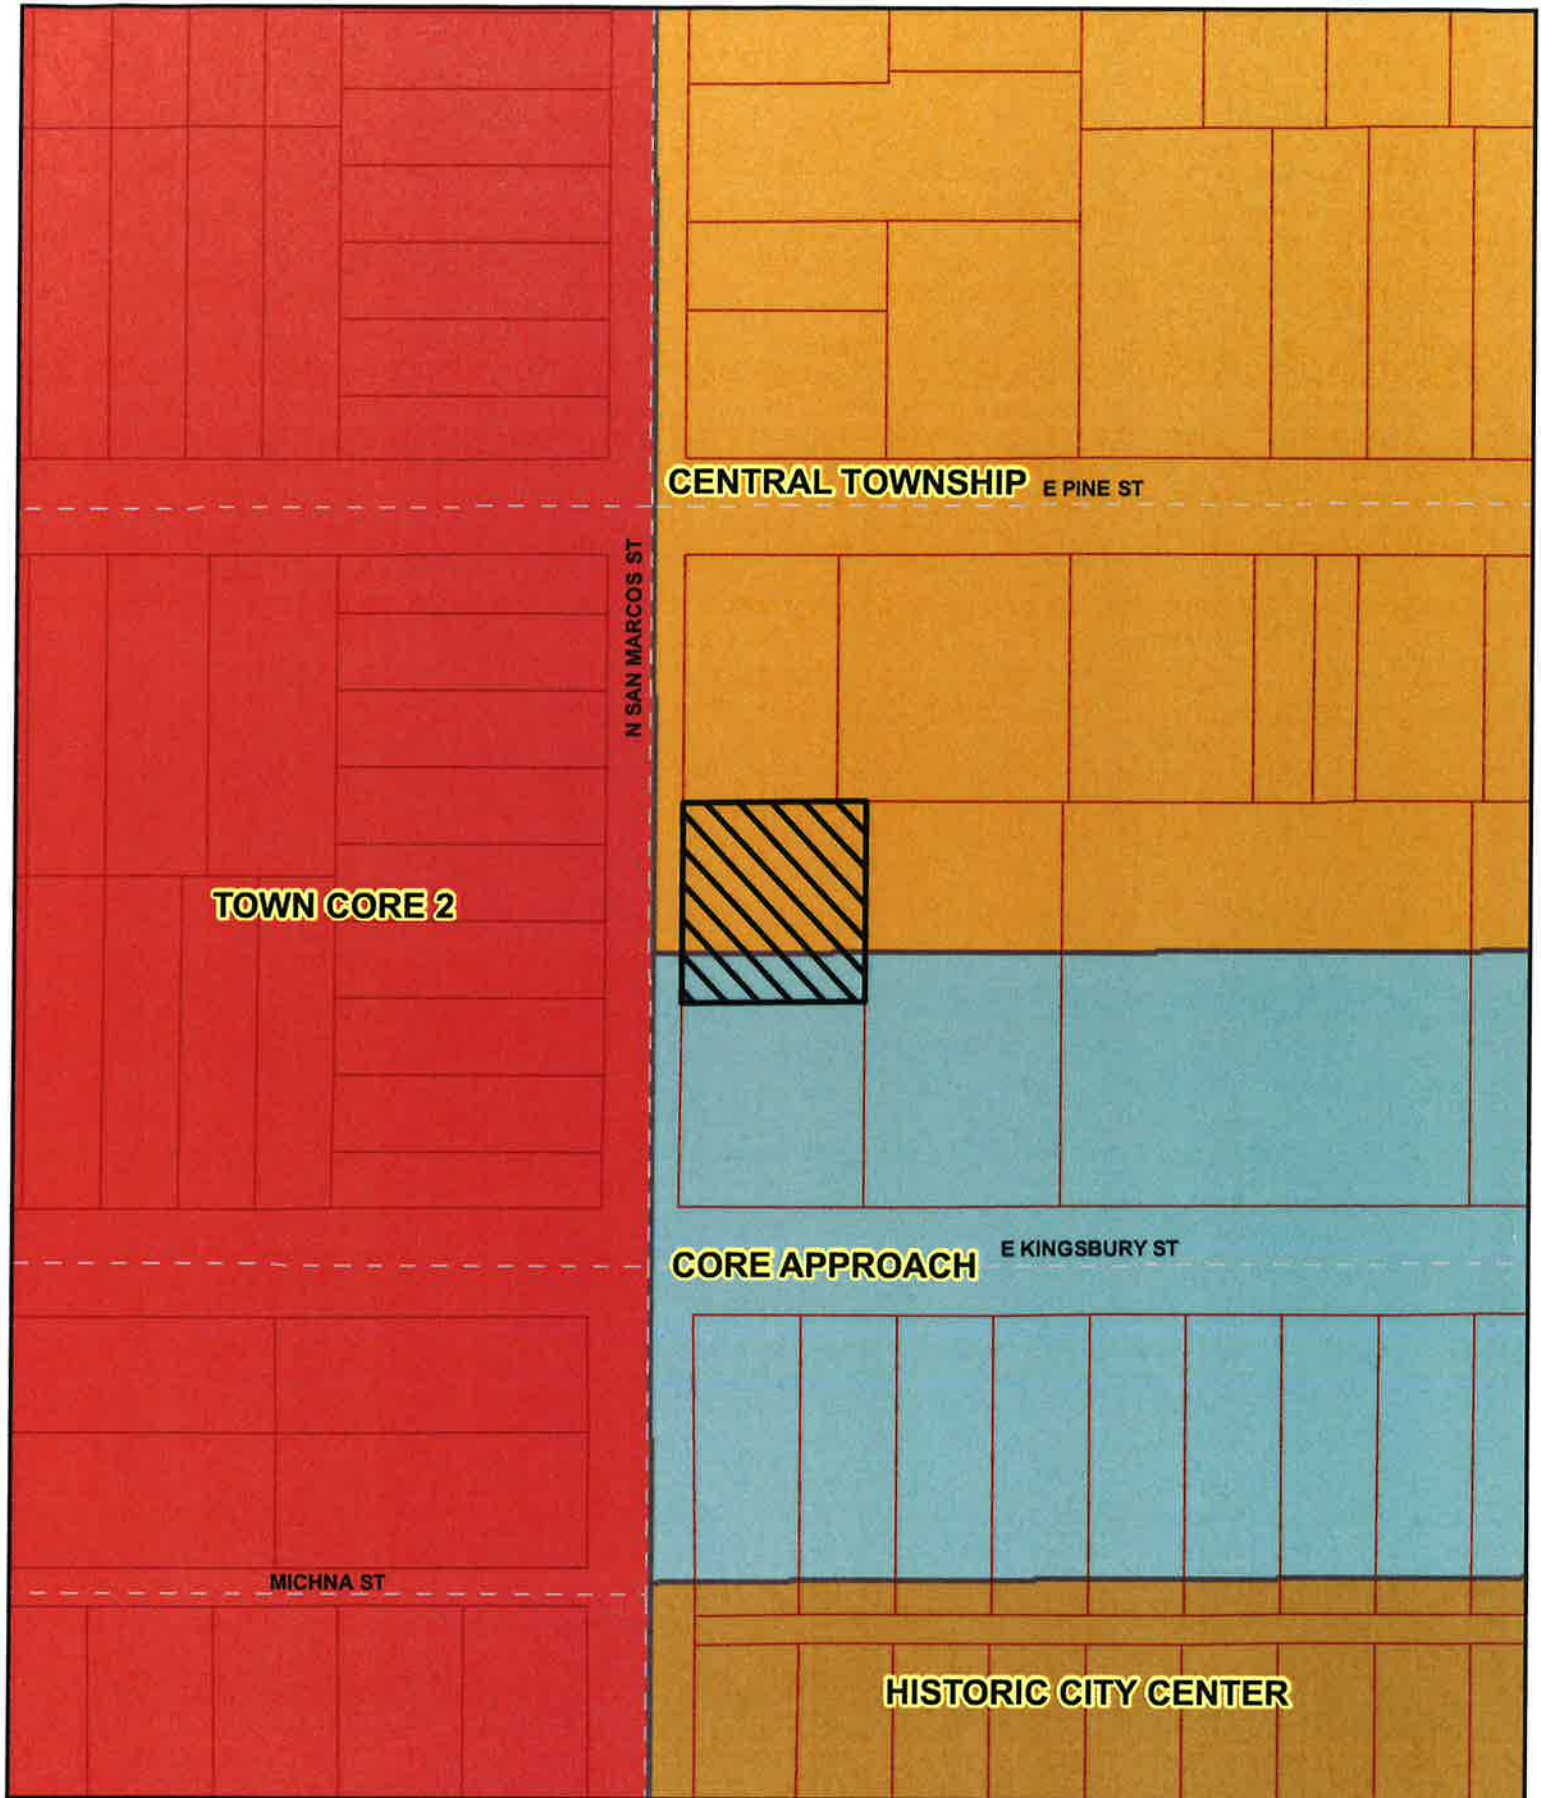 CENTRAL TOWNSHIP
E PINE ST
N SAN MARCOS ST
TOWN CORE 2
E KINGSBURY ST
CORE APPROACH
MICHNA ST
HISTORIC CITY CENTER